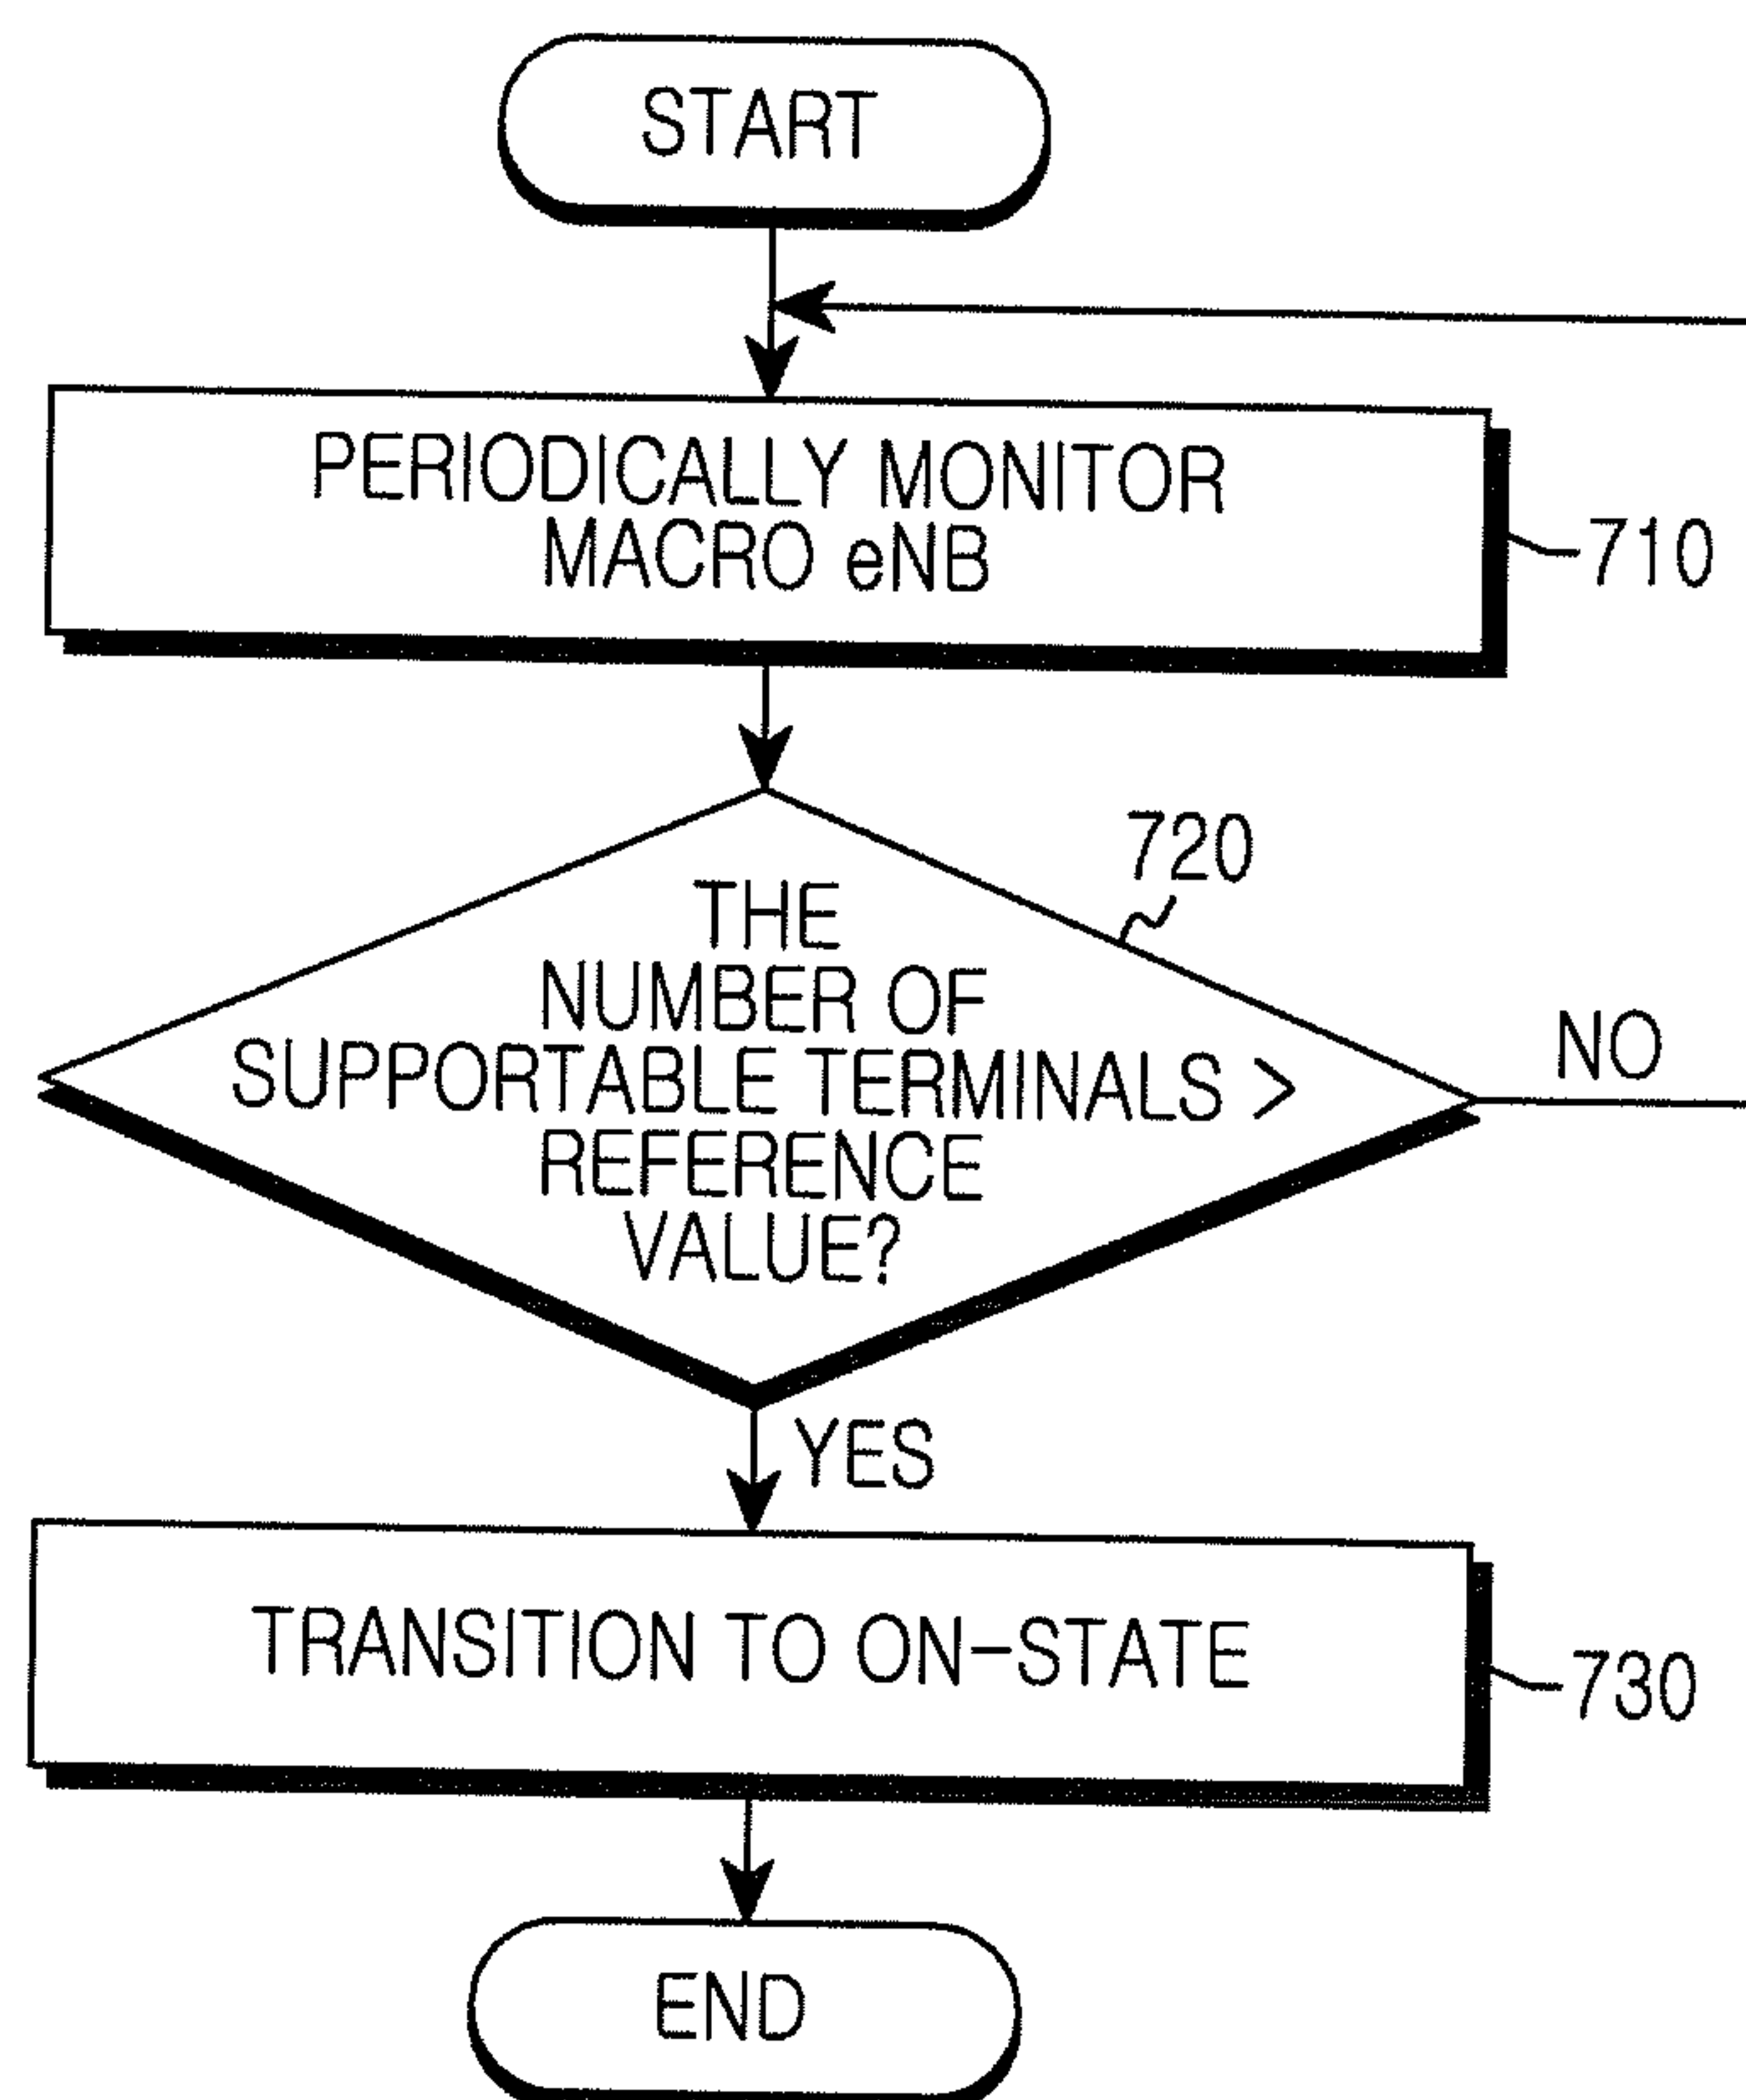 START
PERIODICALLY MONITOR
MACRO eNB
710
720
THE
NUMBER OF
SUPPORTABLE TERMINALS >
REFERENCE
VALUE?
NO
YES
TRANSITION TO ON-STATE
730
END